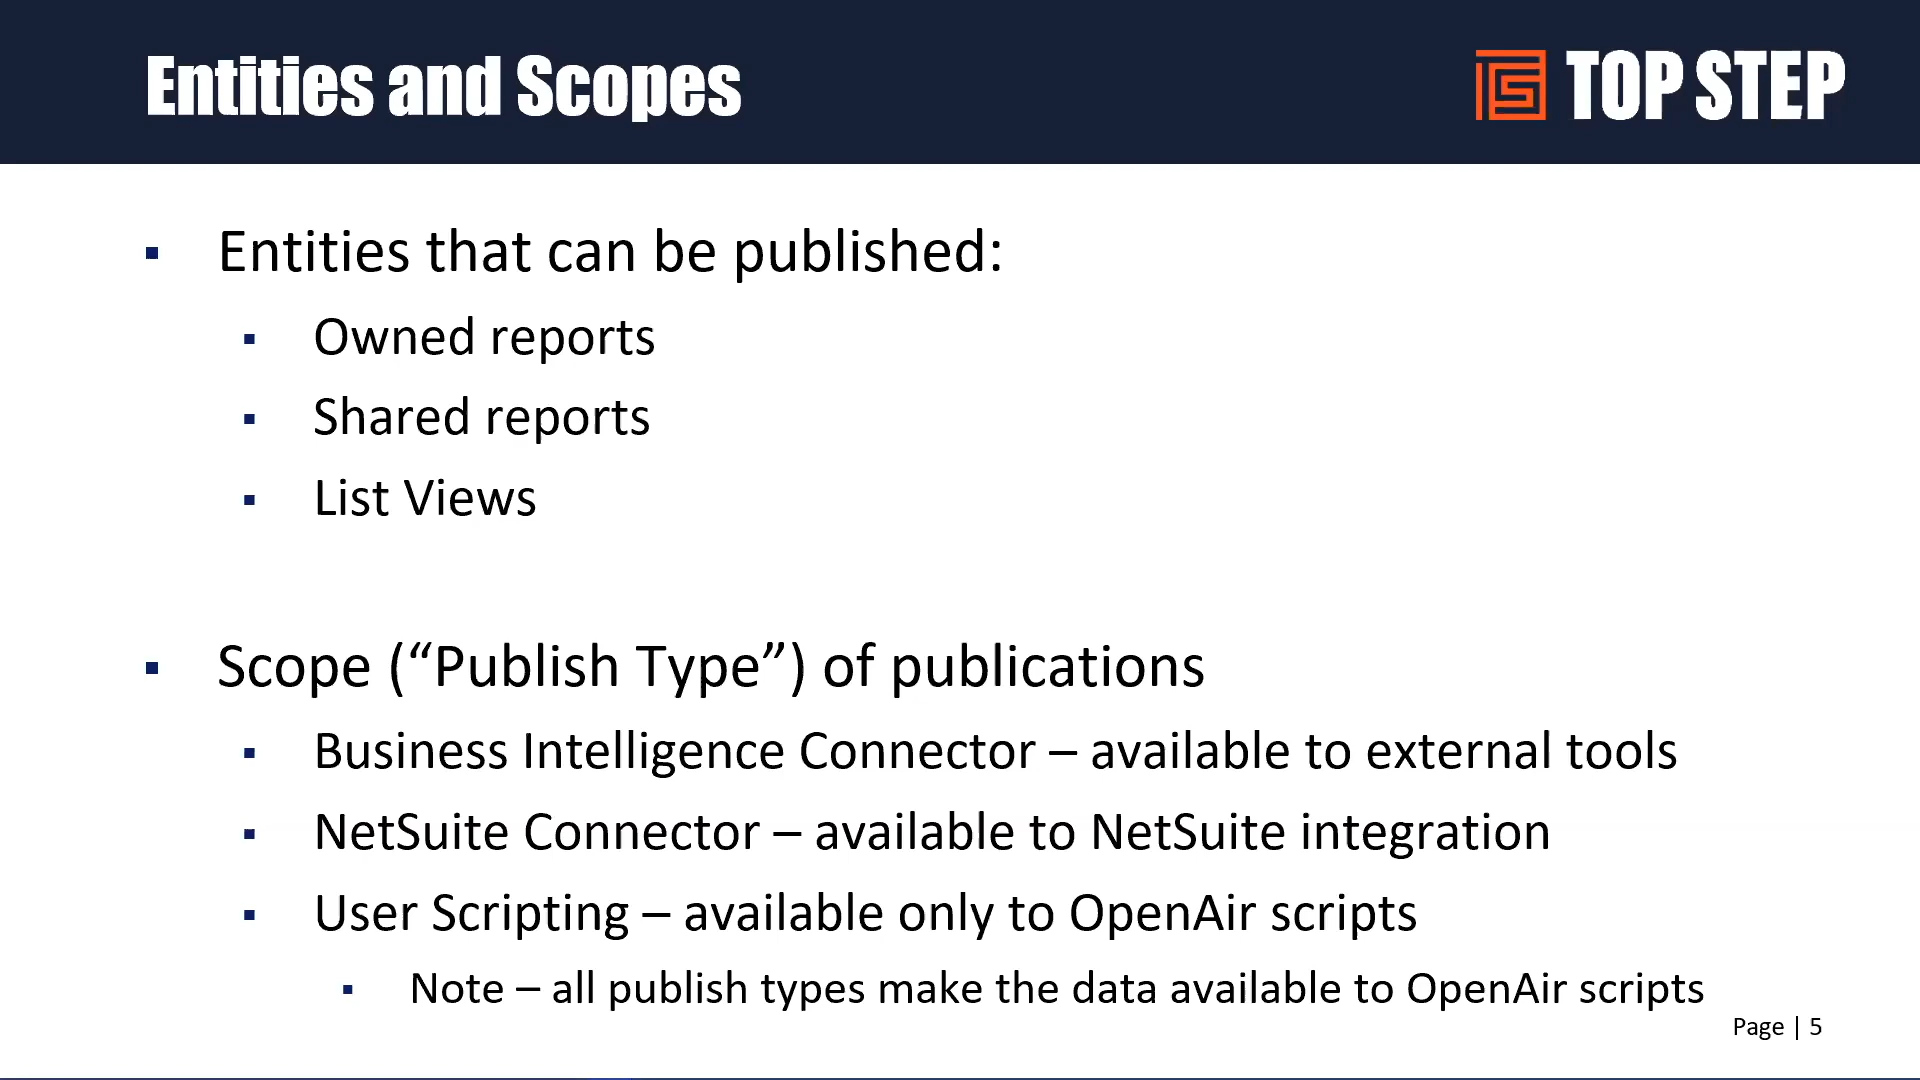 Entities and Scopes
TOP STEP
▪ Entities that can be published:
▪ Owned reports
▪ Shared reports
▪ List Views
▪ Scope (“Publish Type”) of publications
▪ Business Intelligence Connector – available to external tools
▪ NetSuite Connector – available to NetSuite integration
▪ User Scripting – available only to OpenAir scripts
▪ Note – all publish types make the data available to OpenAir scripts
Page | 5